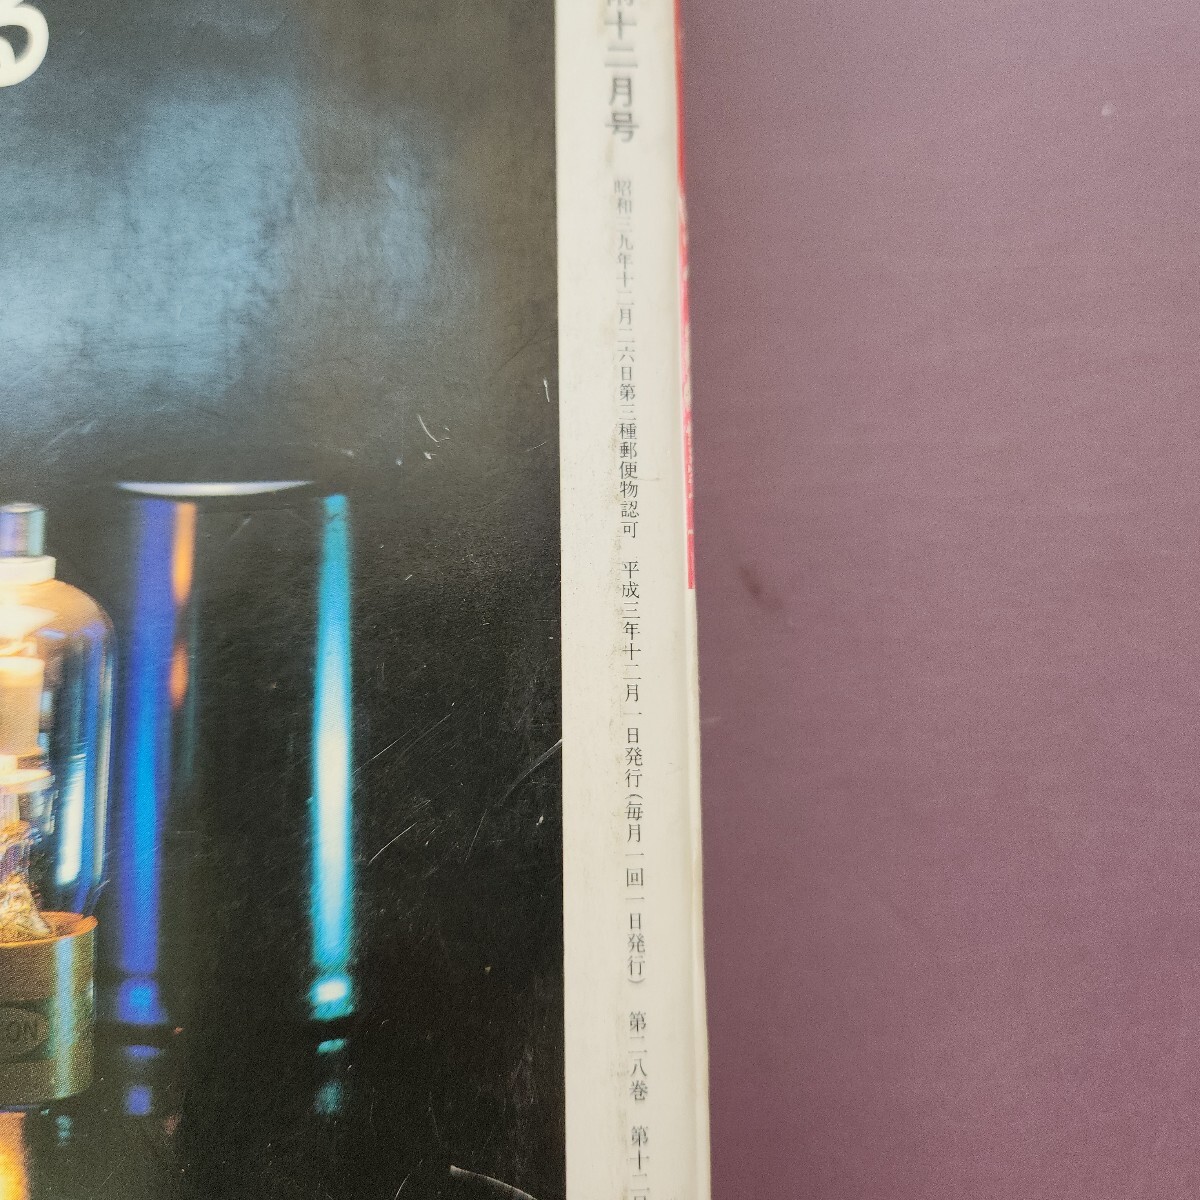 る
十二月号
昭和三九年十二月二六日第三種郵便物認可 平成三年十二月一日発行(毎月一回一日発行) 第二八巻 第十二
ON